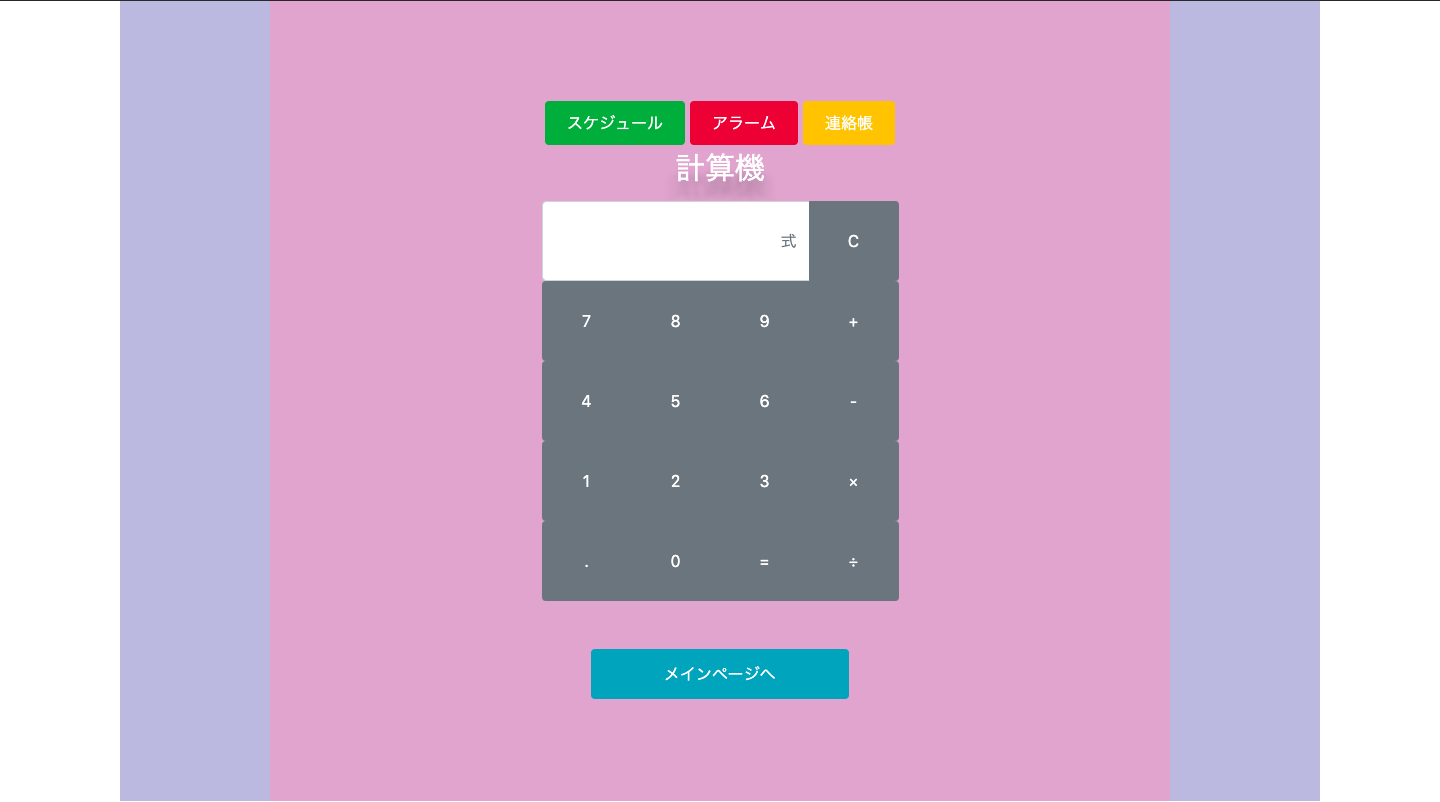 スケジュール アラーム 連絡帳
計算機
式 C
7 8 9 +
4 5 6 -
1 2 3 ×
. 0 = ÷
メインページへ